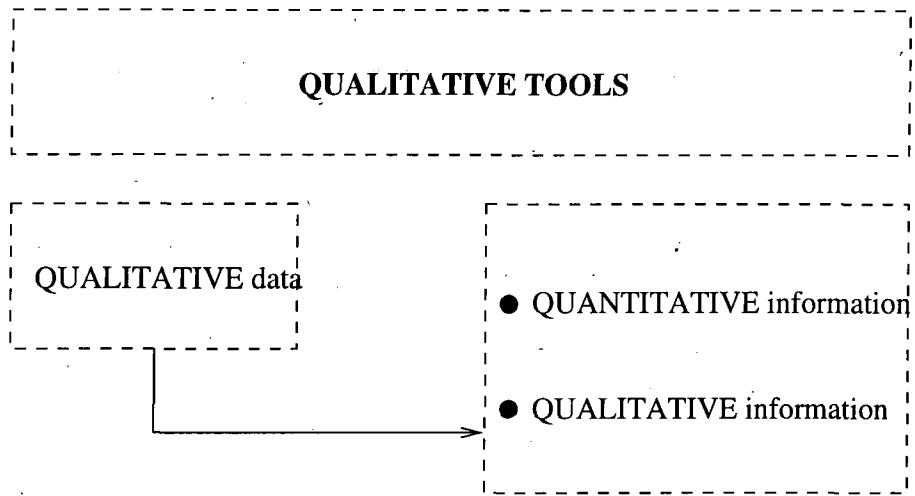 QUALITATIVE TOOLS
QUALITATIVE data
● QUANTITATIVE information
● QUALITATIVE information